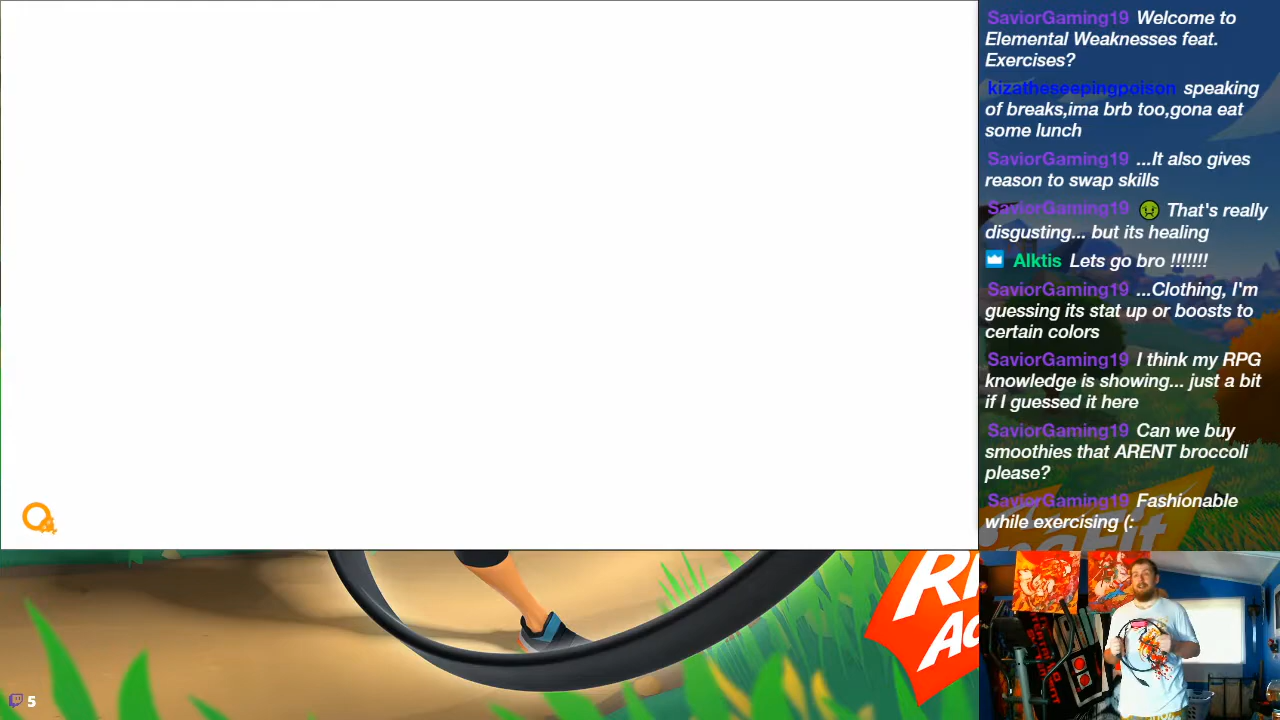 SaviorGaming19 Welcome to
Elemental Weaknesses feat.
Exercises?
kizatheseepingpoison speaking
of breaks,ima brb too,gona eat
some lunch
SaviorGaming19 ...It also gives
reason to swap skills
SaviorGaming19 That's really
disgusting... but its healing
Alktis Lets go bro !!!!!!!
SaviorGaming19 ...Clothing, I'm
guessing its stat up or boosts to
certain colors
SaviorGaming19 I think my RPG
knowledge is showing... just a bit
if I guessed it here
SaviorGaming19 Can we buy
smoothies that ARENT broccoli
please?
SaviorGaming19 Fashionable
while exercising (:
5